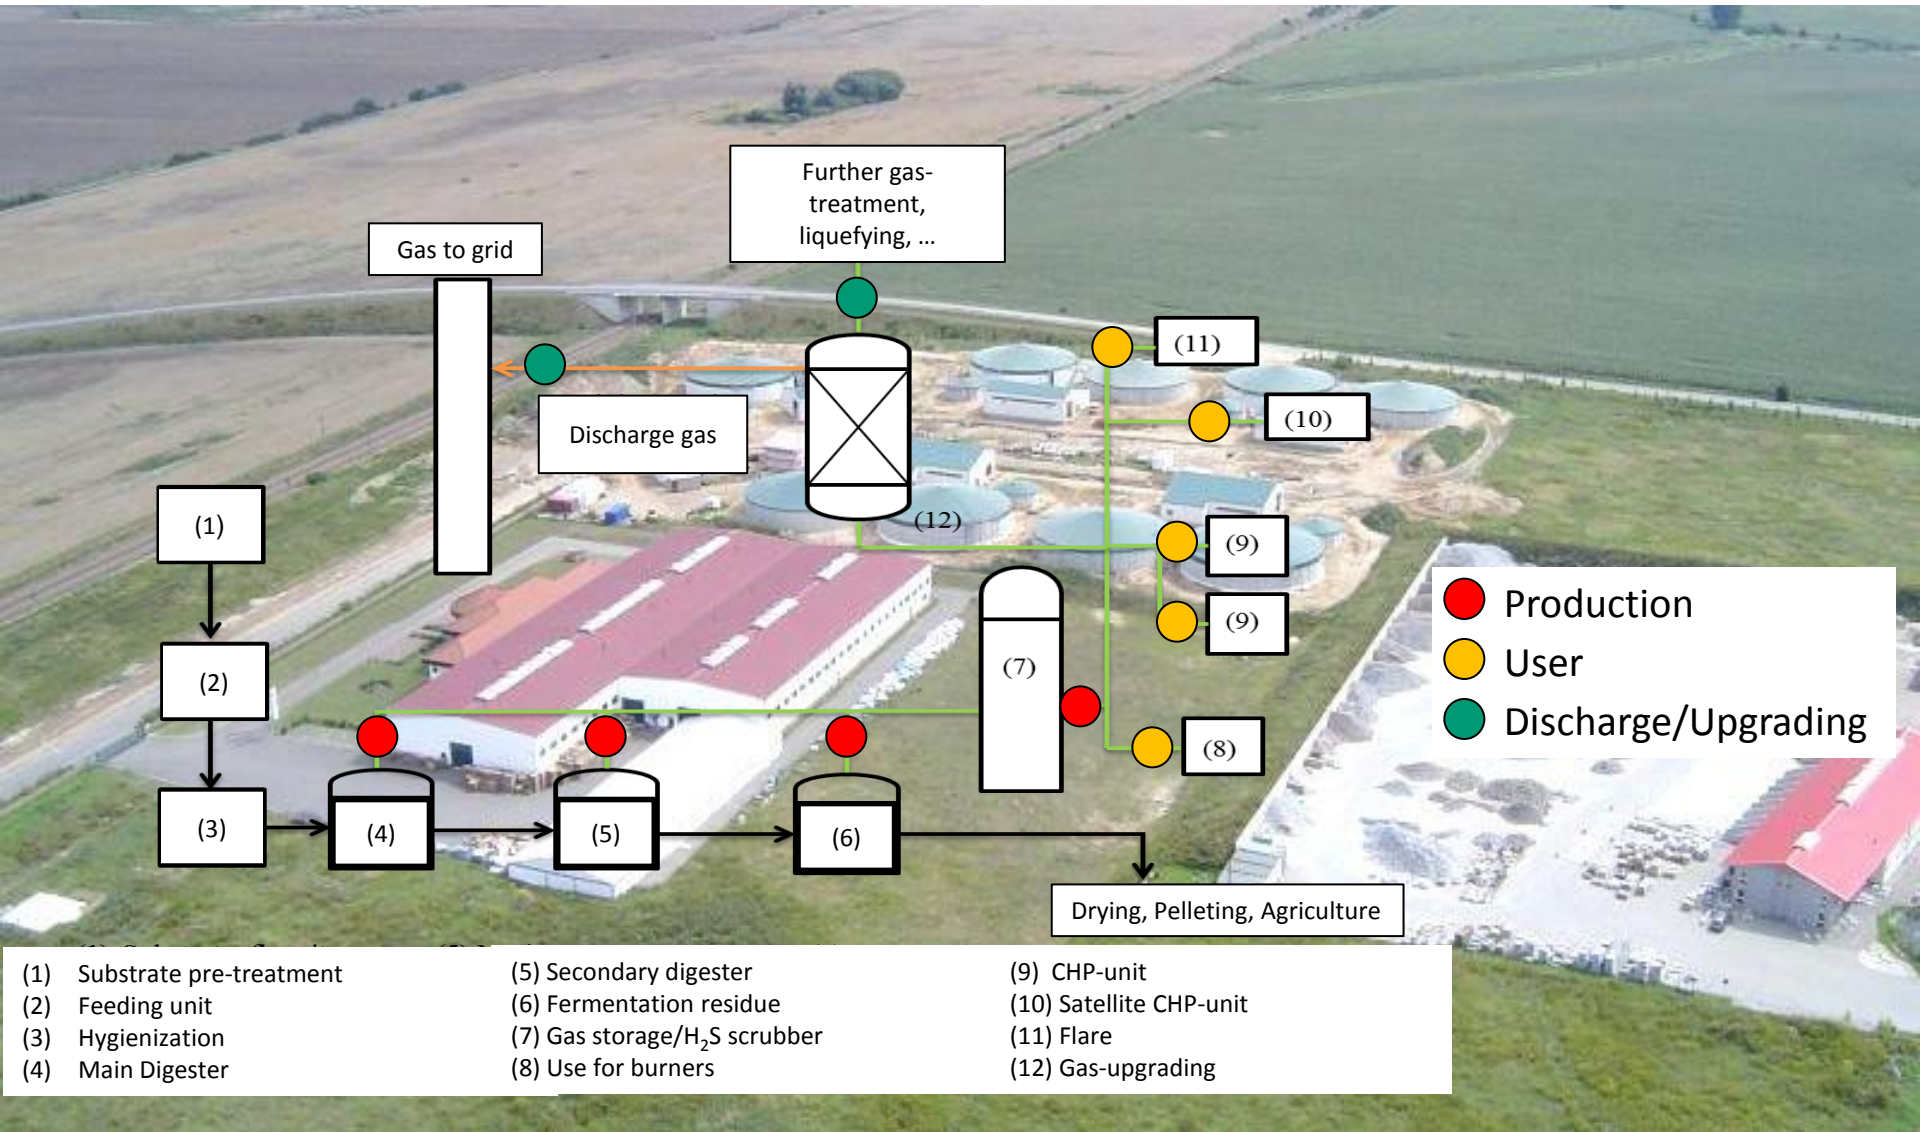 Further gas-
treatment,
liquefying, ...
Gas to grid
(11)
(10)
Discharge gas
(1)
(12)
(9)
(9)
Production
User
Discharge/Upgrading
(7)
(2)
(8)
(3)
(4)
(5)
(6)
Drying, Pelleting, Agriculture
(1) Substrate pre-treatment
(2) Feeding unit
(3) Hygienization
(4) Main Digester
(5) Secondary digester
(6) Fermentation residue
(7) Gas storage/H₂S scrubber
(8) Use for burners
(9) CHP-unit
(10) Satellite CHP-unit
(11) Flare
(12) Gas-upgrading